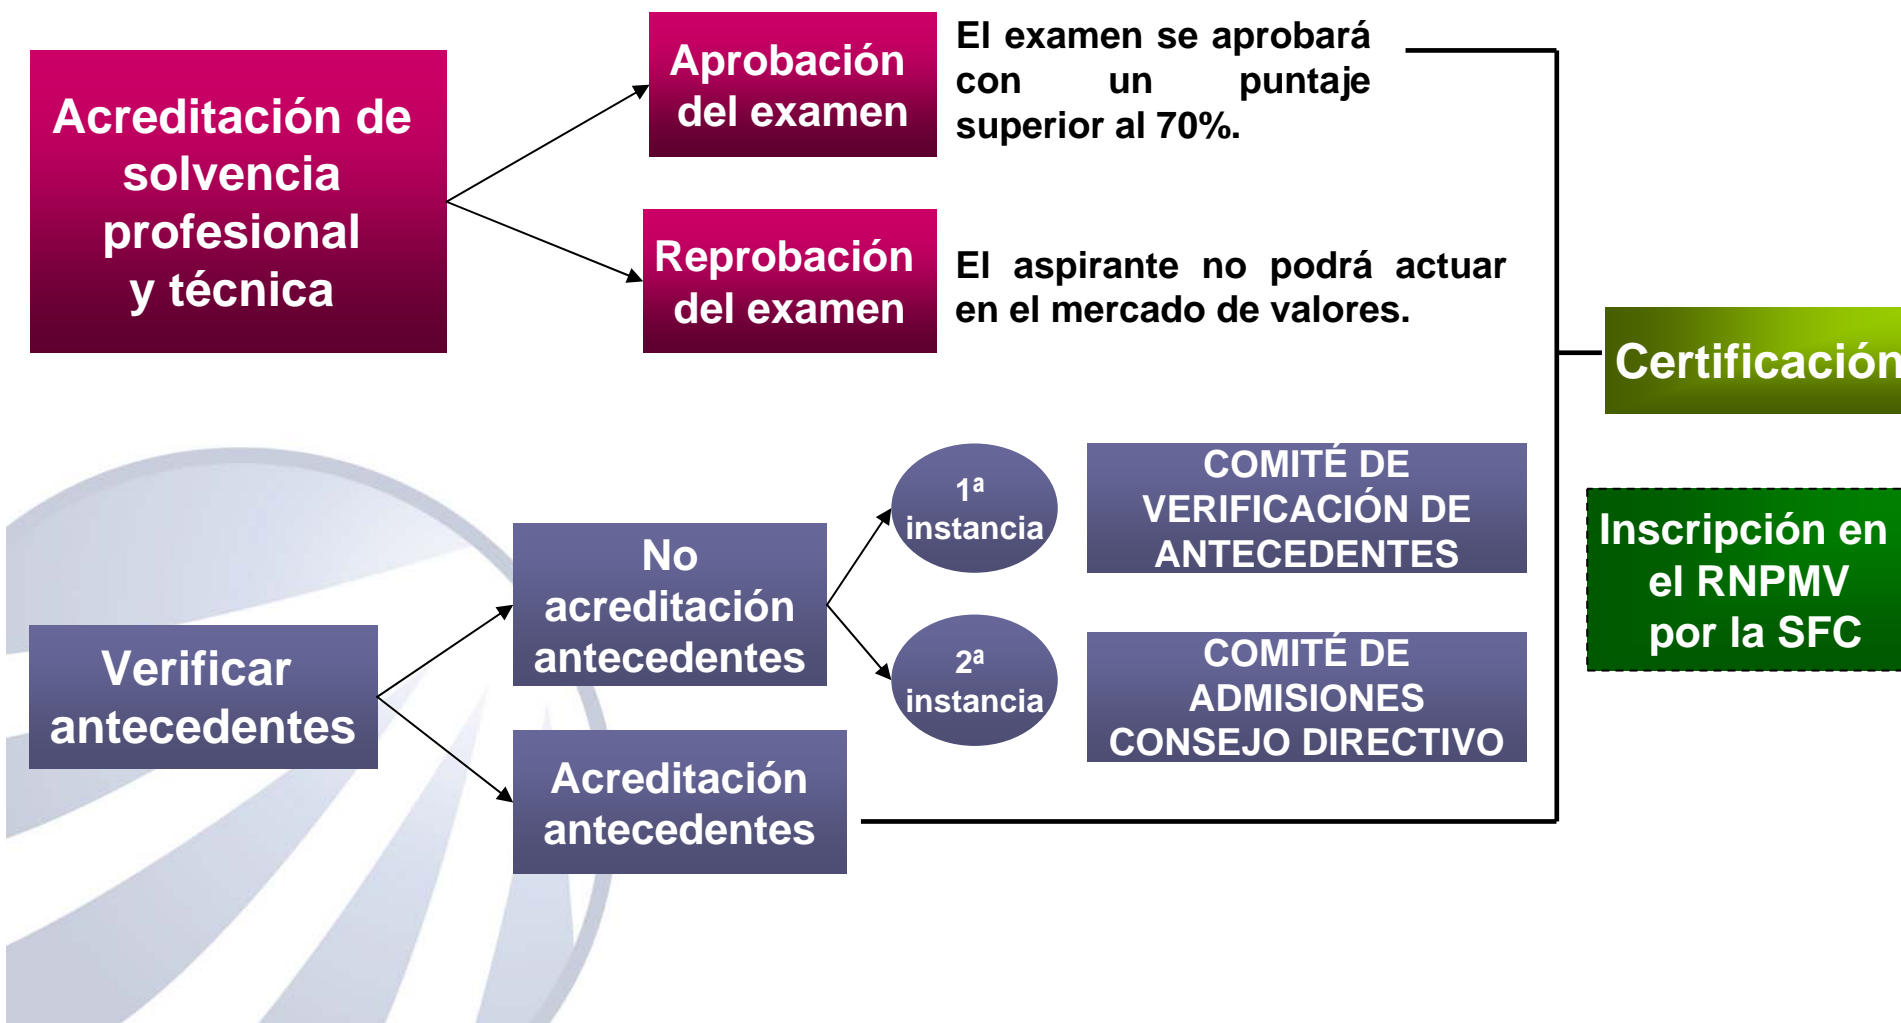 Acreditación de
solvencia
profesional
y técnica
Aprobación
del examen
El examen se aprobará
con un puntaje
superior al 70%.
Reprobación
del examen
El aspirante no podrá actuar
en el mercado de valores.
Certificación
Verificar
antecedentes
No
acreditación
antecedentes
1ª
instancia
COMITÉ DE
VERIFICACIÓN DE
ANTECEDENTES
2ª
instancia
COMITÉ DE
ADMISIONES
CONSEJO DIRECTIVO
Acreditación
antecedentes
Inscripción en
el RNPMV
por la SFC